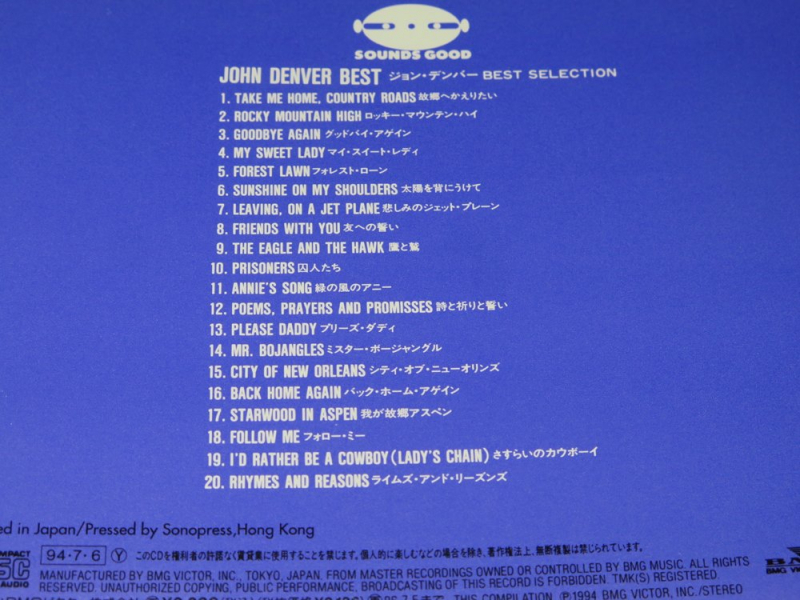 SOUNDS GOOD
JOHN DENVER BEST ジョン・デンバー BEST SELECTION
1. TAKE ME HOME, COUNTRY ROADS 故郷へかえりたい
2. ROCKY MOUNTAIN HIGH ロッキー・マウンテン・ハイ
3. GOODBYE AGAIN グッドバイ・アゲイン
4. MY SWEET LADY マイ・スイート・レディ
5. FOREST LAWN フォレスト・ローン
6. SUNSHINE ON MY SHOULDERS 太陽を背にうけて
7. LEAVING, ON A JET PLANE 悲しみのジェット・プレーン
8. FRIENDS WITH YOU 友への誓い
9. THE EAGLE AND THE HAWK 鷹と鷲
10. PRISONERS 囚人たち
11. ANNIE'S SONG 緑の風のアニー
12. POEMS, PRAYERS AND PROMISSES 詩と祈りと誓い
13. PLEASE DADDY プリーズ・ダディ
14. MR. BOJANGLES ミスター・ボージャングル
15. CITY OF NEW ORLEANS シティ・オブ・ニューオリンズ
16. BACK HOME AGAIN バック・ホーム・アゲイン
17. STARWOOD IN ASPEN 我が故郷アスペン
18. FOLLOW ME フォロー・ミー
19. I'D RATHER BE A COWBOY (LADY'S CHAIN) さすらいのカウボーイ
20. RHYMES AND REASONS ライムズ・アンド・リーズンズ
ed in Japan/Pressed by Sonopress,Hong Kong
94・7・6 Ⓨ このCDを権利者の許諾なく賃貸業に使用することを禁じます。個人的に楽しむなどの場合を除き、著作権法上、無断複製は禁じられています。
MANUFACTURED BY BMG VICTOR, INC., TOKYO, JAPAN. FROM MASTER RECORDINGS OWNED OR CONTROLLED BY BMG MUSIC. ALL RIGHTS
RESERVED. UNAUTHORIZED COPYING, PUBLIC PERFORMANCE, BROADCASTING OF THIS RECORD IS FORBIDDEN. TMK(S) REGISTERED.
THIS COMPILATION. ℗1994 BMG VICTOR, INC./STEREO